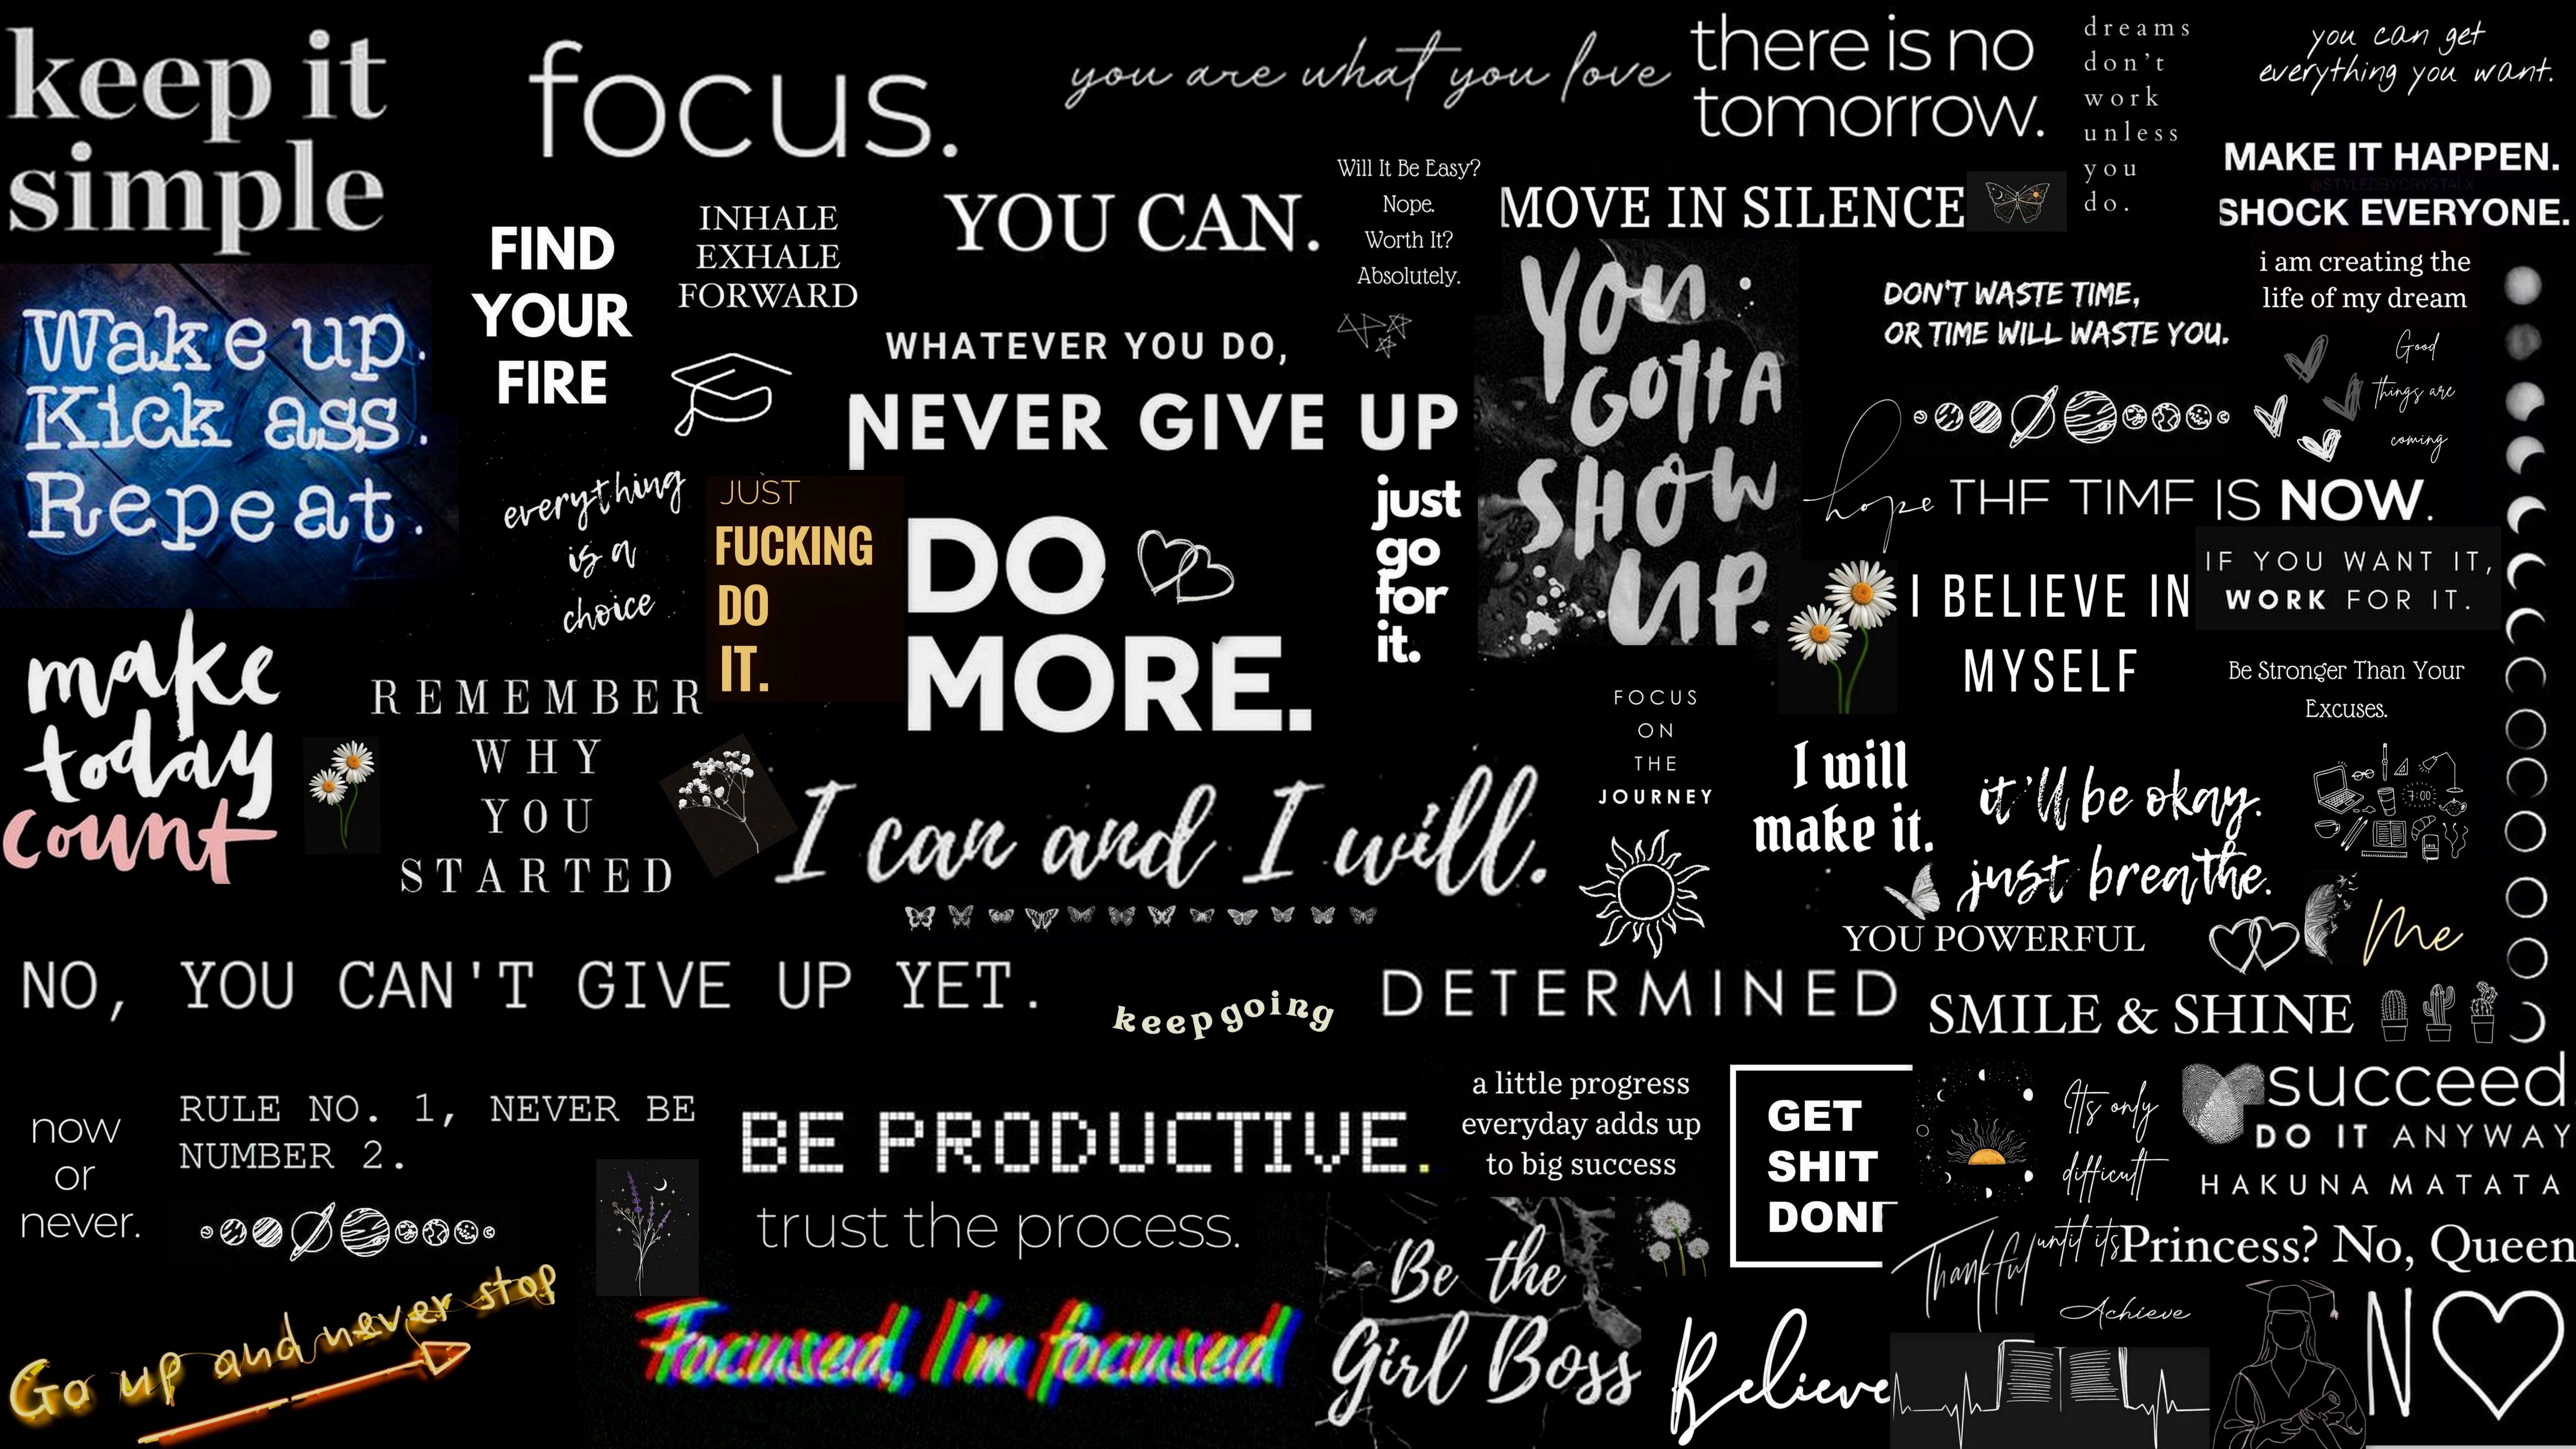 keep it
simple
focus.
you are what you love
there is no
tomorrow.
dreams
don't
work
unless
you
do.
you can get
everything you want.
MAKE IT HAPPEN.
@STYLEDBYCRYSTALX
SHOCK EVERYONE.
Will It Be Easy?
Nope.
Worth It?
Absolutely.
MOVE IN SILENCE
YOU CAN.
INHALE
EXHALE
FORWARD
FIND
YOUR
FIRE
Wake up.
Kick ass.
Repeat.
WHATEVER YOU DO,
NEVER GIVE UP
YOU
GOTTA
SHOW
UP.
DON'T WASTE TIME,
OR TIME WILL WASTE YOU.
i am creating the
life of my dream
Good
things are
coming
hope
THE TIME IS NOW.
everything
is a
choice
JUST
FUCKING
DO
IT.
DO
MORE.
just
go
for
it.
I BELIEVE IN
MYSELF
IF YOU WANT IT,
WORK FOR IT.
Be Stronger Than Your
Excuses.
make
today
count
REMEMBER
WHY
YOU
STARTED
I can and I will.
FOCUS
ON
THE
JOURNEY
I will
make it.
it'll be okay.
just breathe.
7:00
YOU POWERFUL
Me
NO, YOU CAN'T GIVE UP YET.
keep going
DETERMINED
SMILE & SHINE
now
or
never.
RULE NO. 1, NEVER BE
NUMBER 2.
BE PRODUCTIVE.
trust the process.
a little progress
everyday adds up
to big success
GET
SHIT
DONE
It's only
difficult
until its
succeed
DO IT ANYWAY
HAKUNA MATATA
Thankful
Princess? No, Queen
Achieve
Go up and never stop
Focused, I'm focused
Be the
Girl Boss
Believe
N